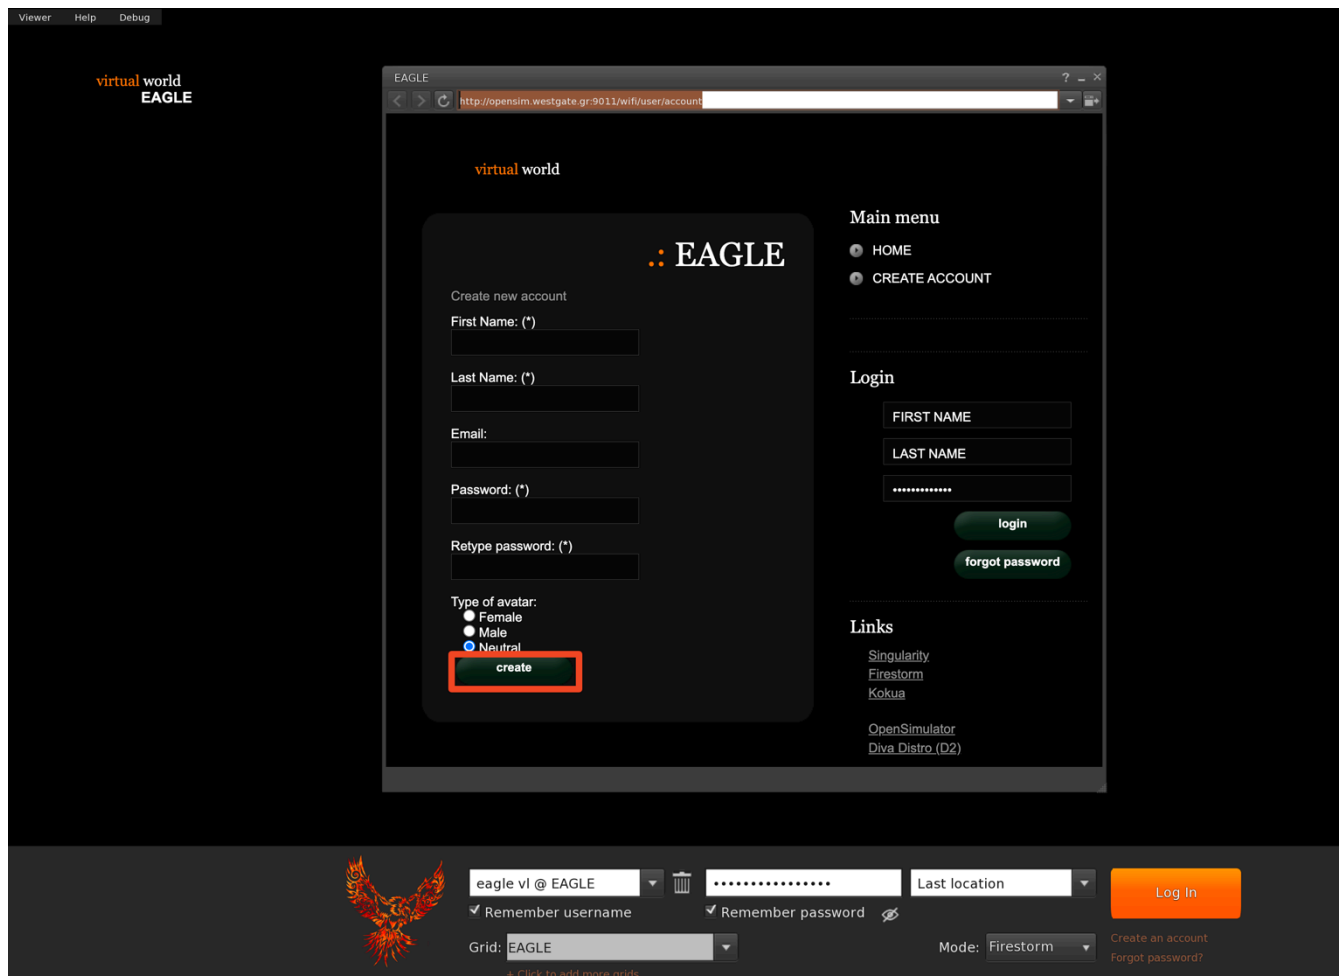 Viewer Help Debug
virtual world
EAGLE
EAGLE
? _ ×
http://opensim.westgate.gr:9011/wifi/user/account
virtual world
.: EAGLE
Create new account
First Name: (*)
Last Name: (*)
Email:
Password: (*)
Retype password: (*)
Type of avatar:
Female
Male
Neutral
create
Main menu
HOME
CREATE ACCOUNT
Login
FIRST NAME
LAST NAME
•••••••••••••
login
forgot password
Links
Singularity
Firestorm
Kokua
OpenSimulator
Diva Distro (D2)
eagle vl @ EAGLE
••••••••••••••••
Last location
Log In
Remember username
Remember password
Grid: EAGLE
Mode: Firestorm
Create an account
Forgot password?
+ Click to add more grids